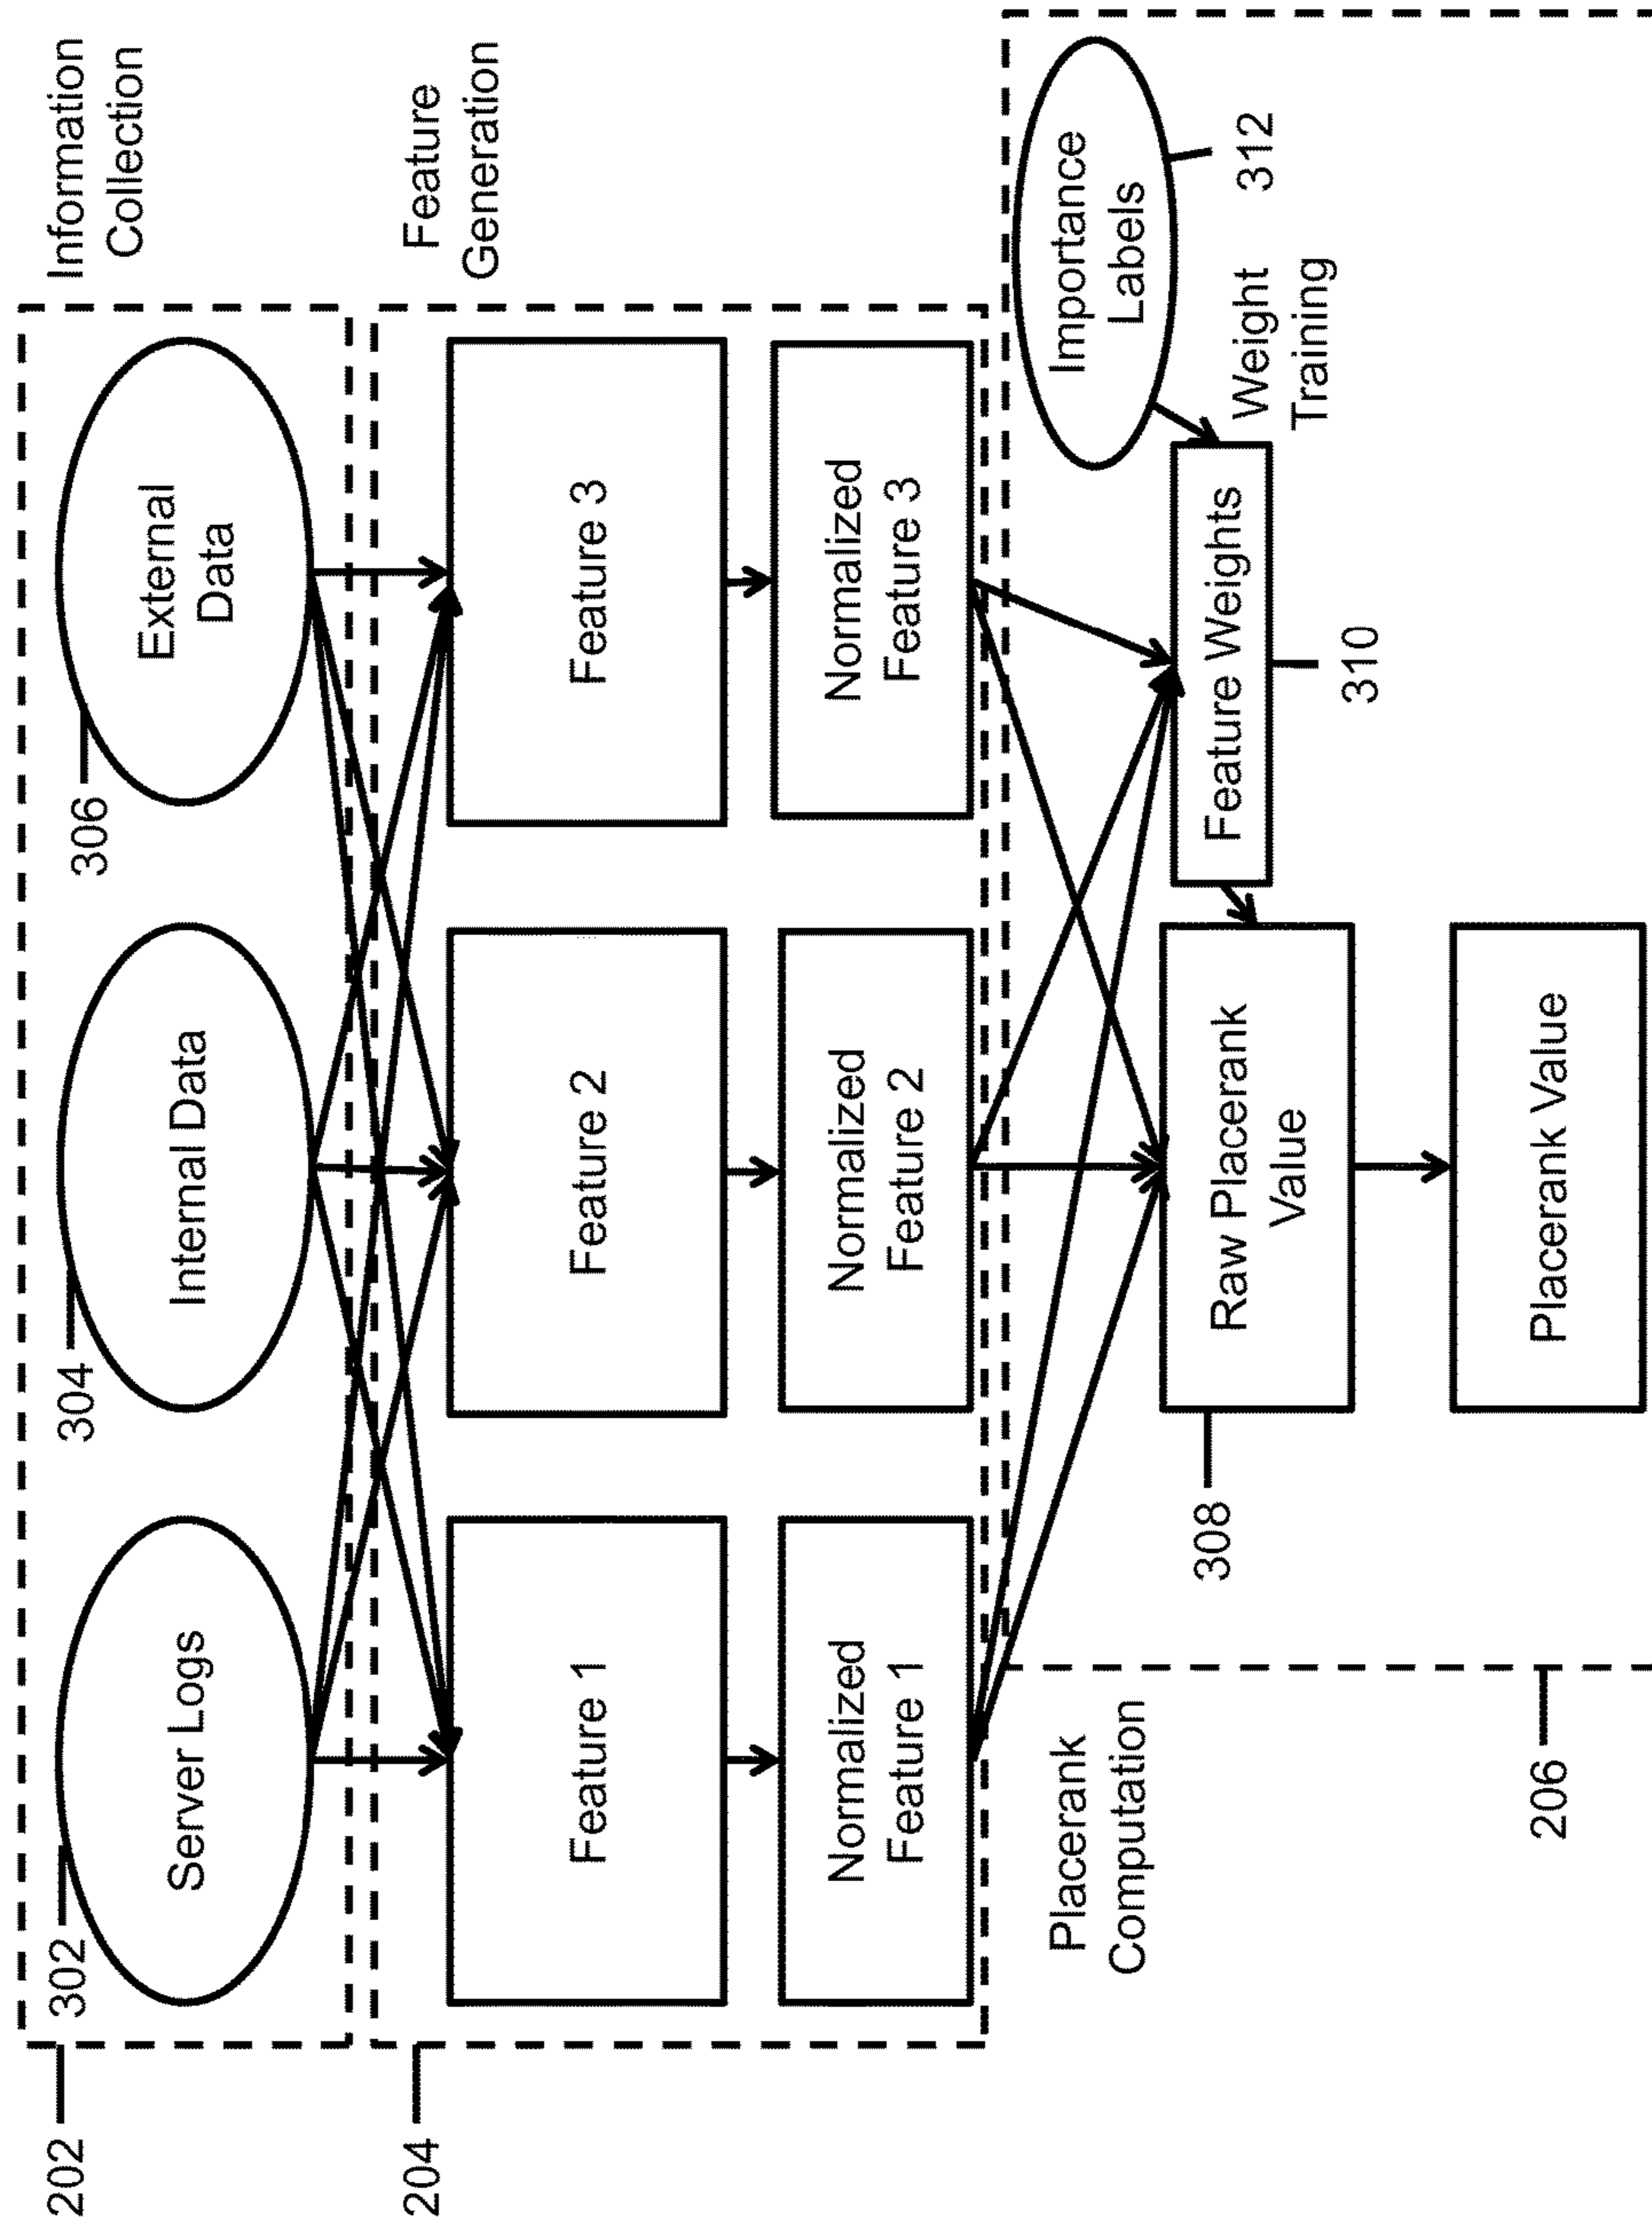 202
302
Server Logs
304
Internal Data
306
External
Data
Information
Collection
204
Feature 1
Feature 2
Feature 3
Feature
Generation
Normalized
Feature 1
Normalized
Feature 2
Normalized
Feature 3
Placerank
Computation
206
308
Raw Placerank
Value
Feature Weights
310
Importance
Labels
312
Weight
Training
Placerank Value